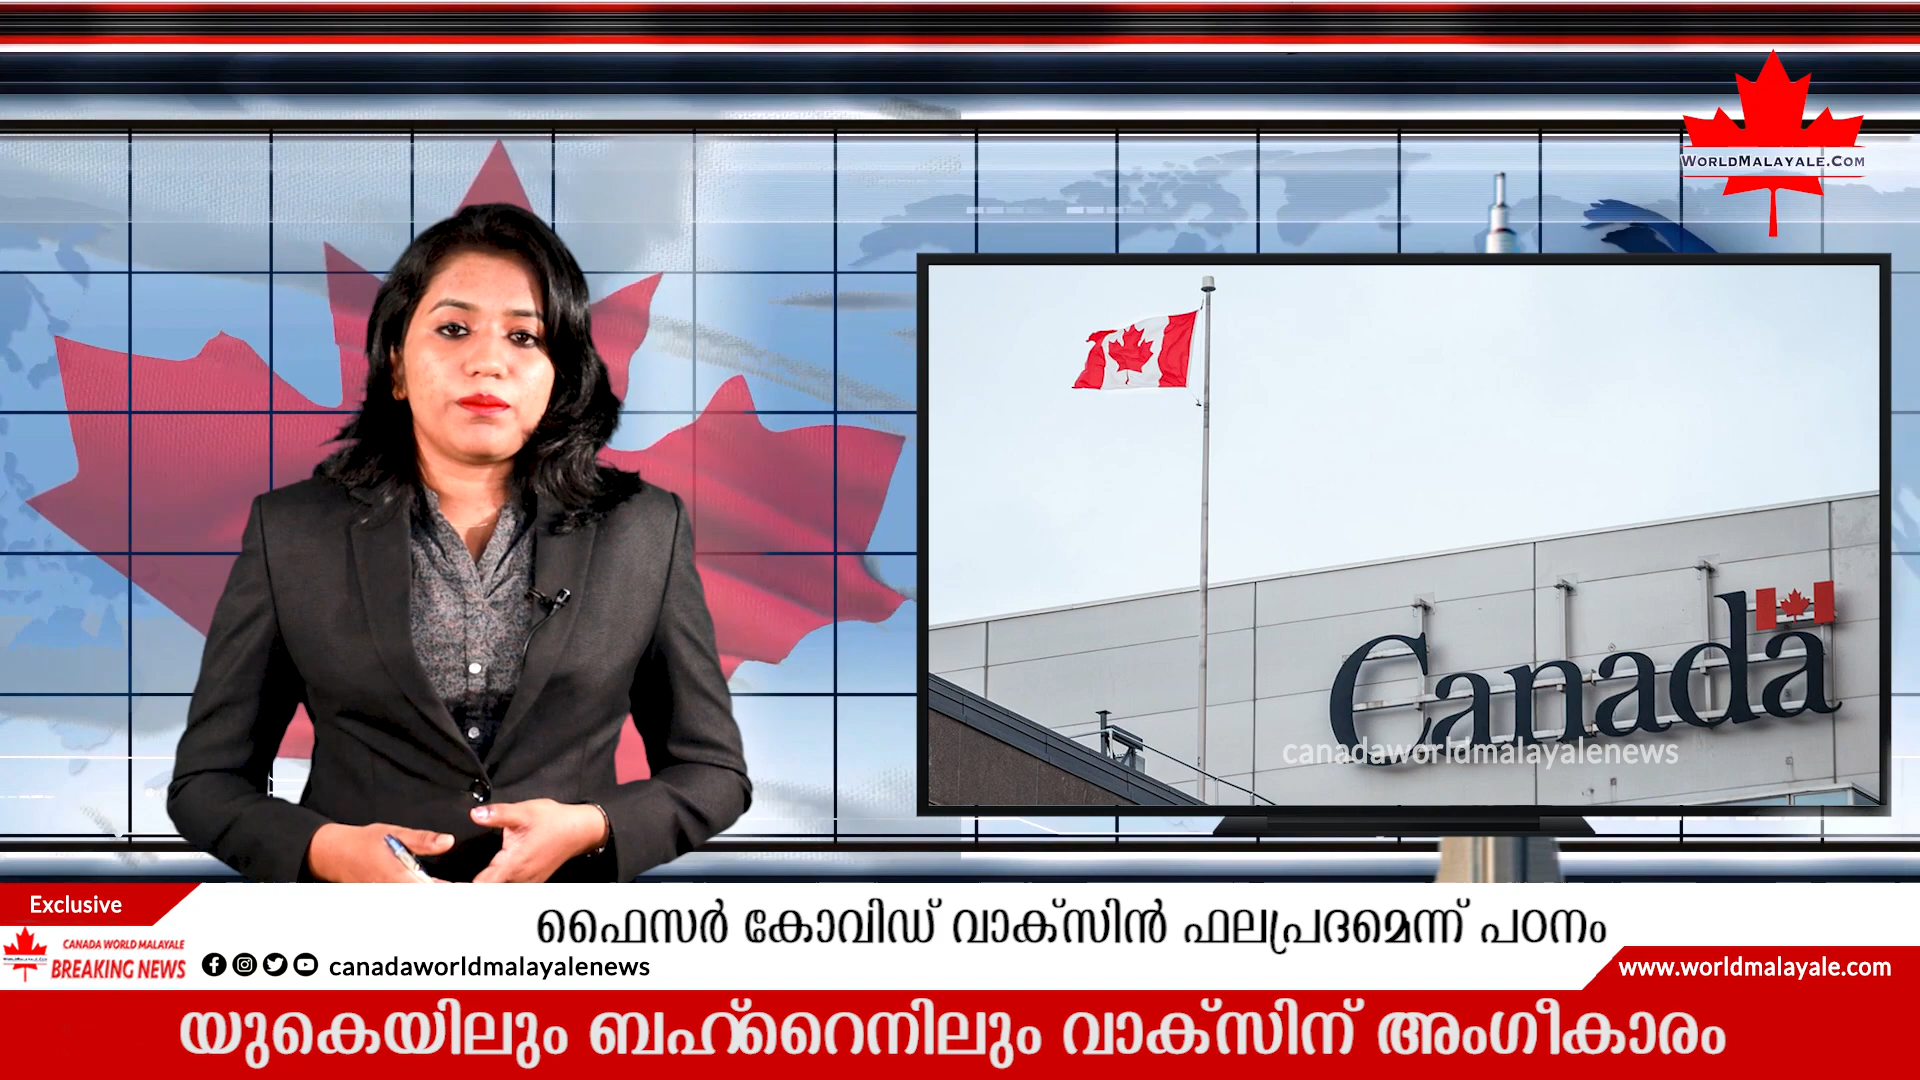 WORLDMALAYALE.COM
Canada
canadaworldmalayalenews
Exclusive
ഫൈസർ കോവിഡ് വാക്സിൻ ഫലപ്രദമെന്ന് പഠനം
CANADA WORLD MALAYALE
BREAKING NEWS
canadaworldmalayalenews
www.worldmalayale.com
യുകെയിലും ബഹ്റൈനിലും വാക്സിന് അംഗീകാരം